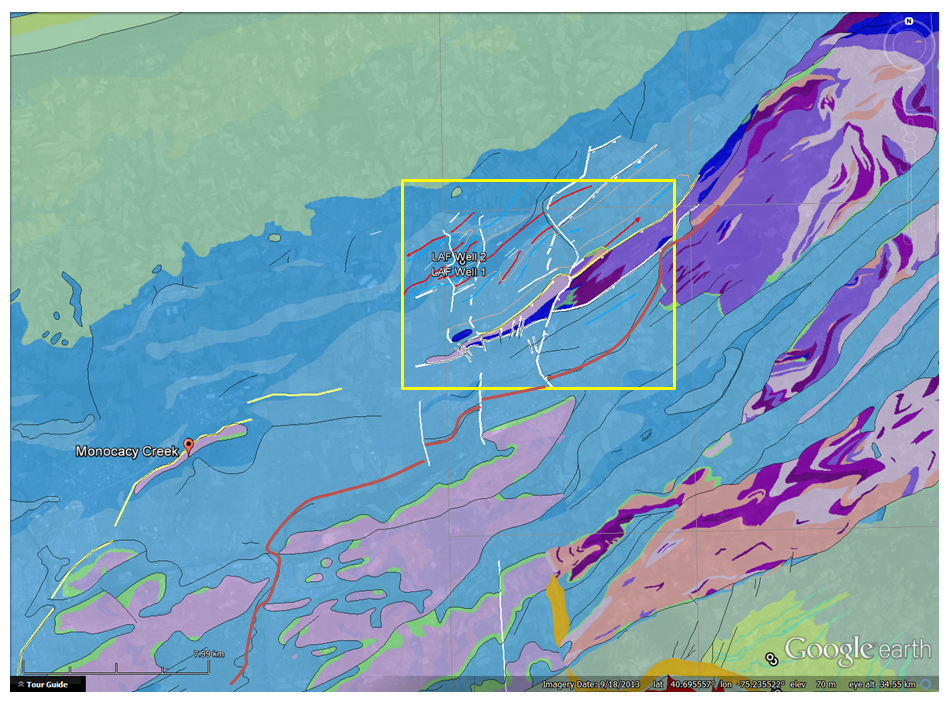 N
LAF Well 2
LAF Well 1
Monocacy Creek
7.99 km
Google earth
Tour Guide
Imagery Date: 9/18/2013 lat 40.695557° lon -75.235522° elev 70 m eye alt 34.55 km